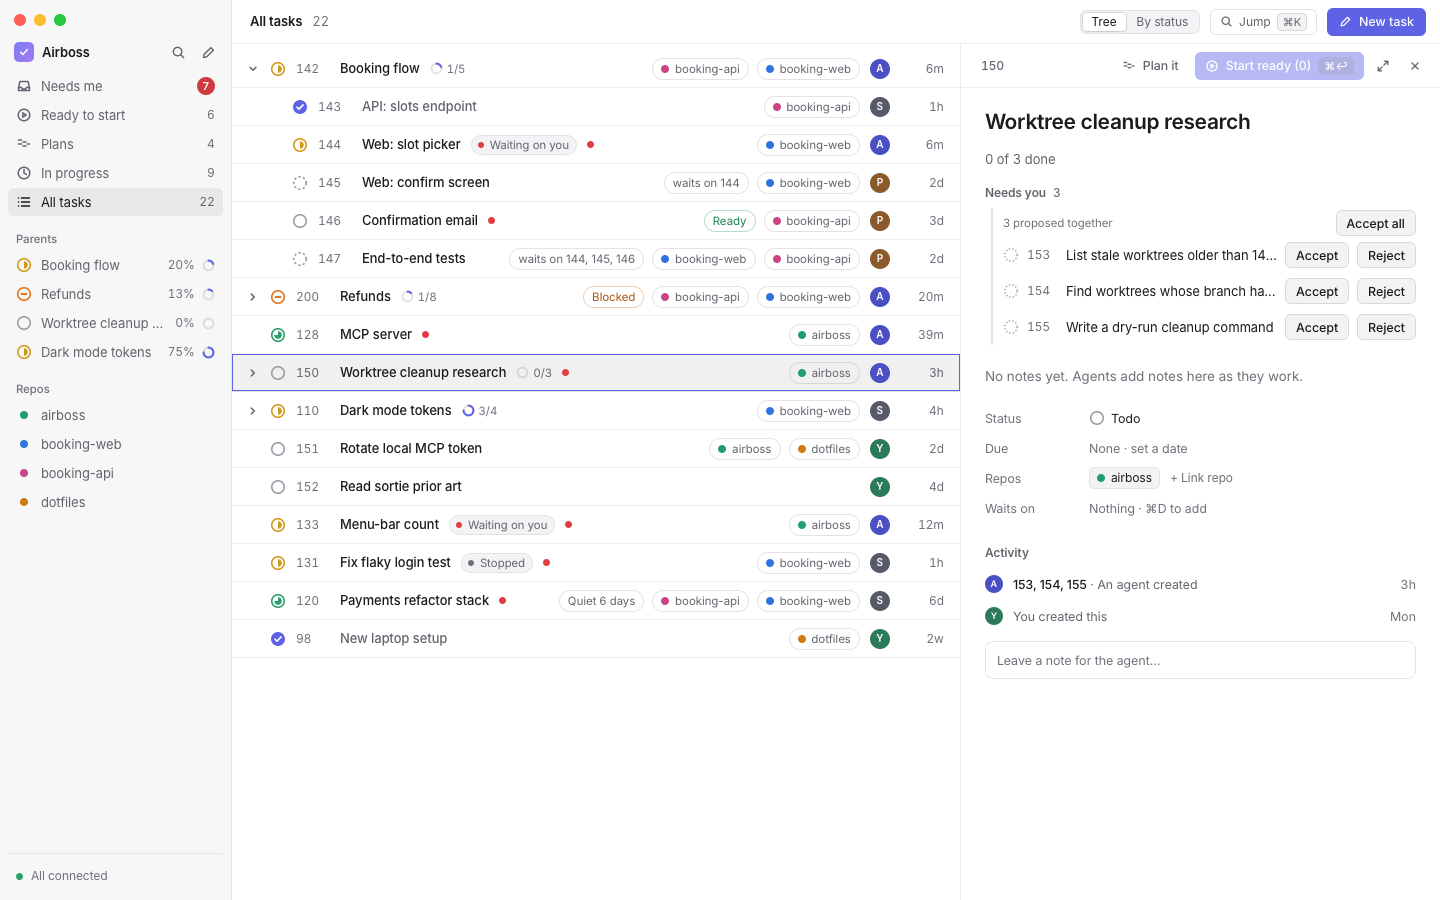 Airboss
Needs me 7
Ready to start 6
Plans 4
In progress 9
All tasks 22
Parents
Booking flow 20%
Refunds 13%
Worktree cleanup ... 0%
Dark mode tokens 75%
Repos
airboss
booking-web
booking-api
dotfiles
All connected
All tasks 22
Tree By status Jump ⌘K New task
142 Booking flow 1/5 booking-api booking-web A 6m
143 API: slots endpoint booking-api S 1h
144 Web: slot picker Waiting on you booking-web A 6m
145 Web: confirm screen waits on 144 booking-web P 2d
146 Confirmation email Ready booking-api P 3d
147 End-to-end tests waits on 144, 145, 146 booking-web booking-api P 2d
200 Refunds 1/8 Blocked booking-api booking-web A 20m
128 MCP server airboss A 39m
150 Worktree cleanup research 0/3 airboss A 3h
110 Dark mode tokens 3/4 booking-web S 4h
151 Rotate local MCP token airboss dotfiles Y 2d
152 Read sortie prior art Y 4d
133 Menu-bar count Waiting on you airboss A 12m
131 Fix flaky login test Stopped booking-web S 1h
120 Payments refactor stack Quiet 6 days booking-api booking-web S 6d
98 New laptop setup dotfiles Y 2w
150 Plan it Start ready (0) ⌘↩
Worktree cleanup research
0 of 3 done
Needs you 3
3 proposed together Accept all
153 List stale worktrees older than 14... Accept Reject
154 Find worktrees whose branch ha... Accept Reject
155 Write a dry-run cleanup command Accept Reject
No notes yet. Agents add notes here as they work.
Status Todo
Due None · set a date
Repos airboss + Link repo
Waits on Nothing · ⌘D to add
Activity
A 153, 154, 155 · An agent created 3h
Y You created this Mon
Leave a note for the agent...